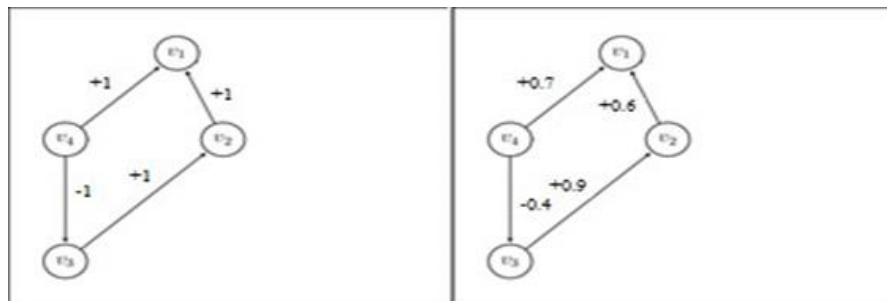 v₁
+1
+1
v₄
v₂
-1
+1
v₃
v₁
+0.7
+0.6
v₄
v₂
+0.9
-0.4
v₃